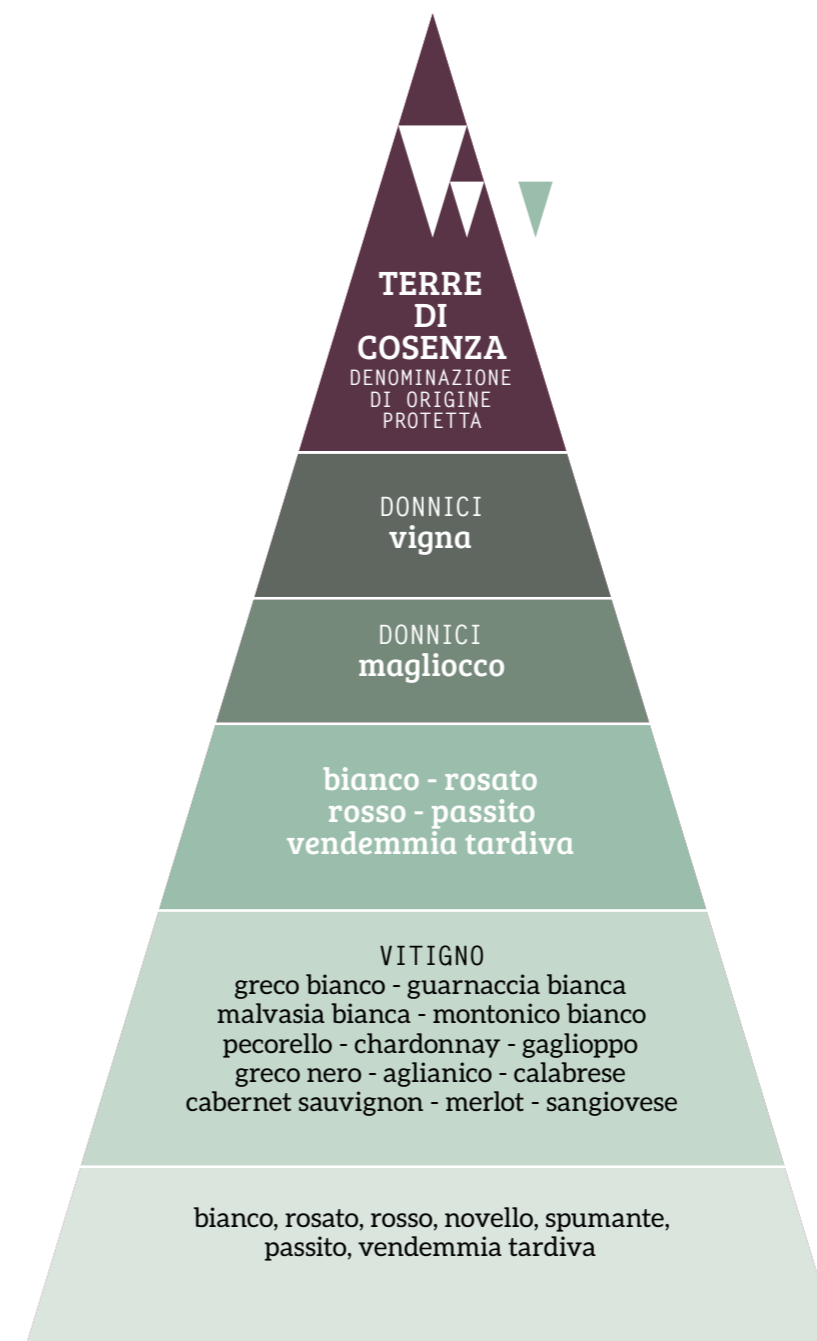 TERRE
DI
COSENZA
DENOMINAZIONE
DI ORIGINE
PROTETTA
DONNICI
vigna
DONNICI
magliocco
bianco - rosato
rosso - passito
vendemmia tardiva
VITIGNO
greco bianco - guarnaccia bianca
malvasia bianca - montonico bianco
pecorello - chardonnay - gaglioppo
greco nero - aglianico - calabrese
cabernet sauvignon - merlot - sangiovese
bianco, rosato, rosso, novello, spumante,
passito, vendemmia tardiva